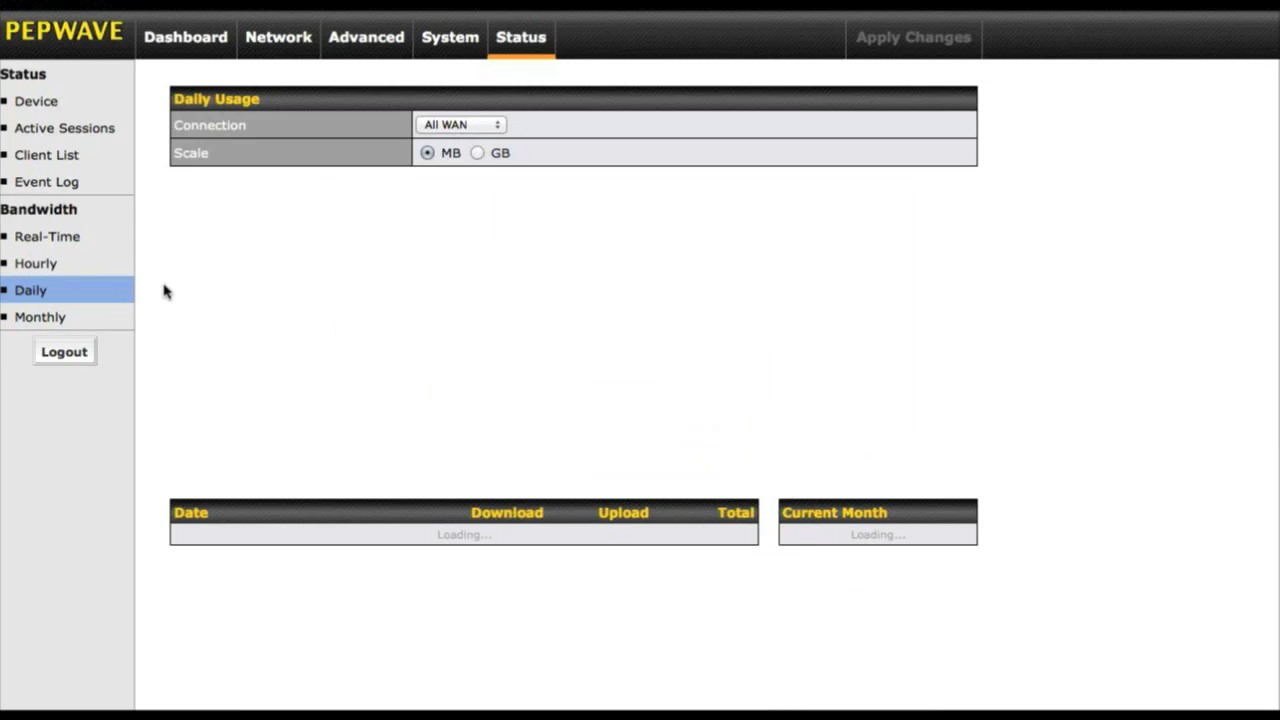 PEPWAVE
Dashboard Network Advanced System Status Apply Changes
Status
Device
Active Sessions
Client List
Event Log
Bandwidth
Real-Time
Hourly
Daily
Monthly
Logout
Daily Usage
Connection All WAN
Scale MB GB
Date Download Upload Total
Loading...
Current Month
Loading...